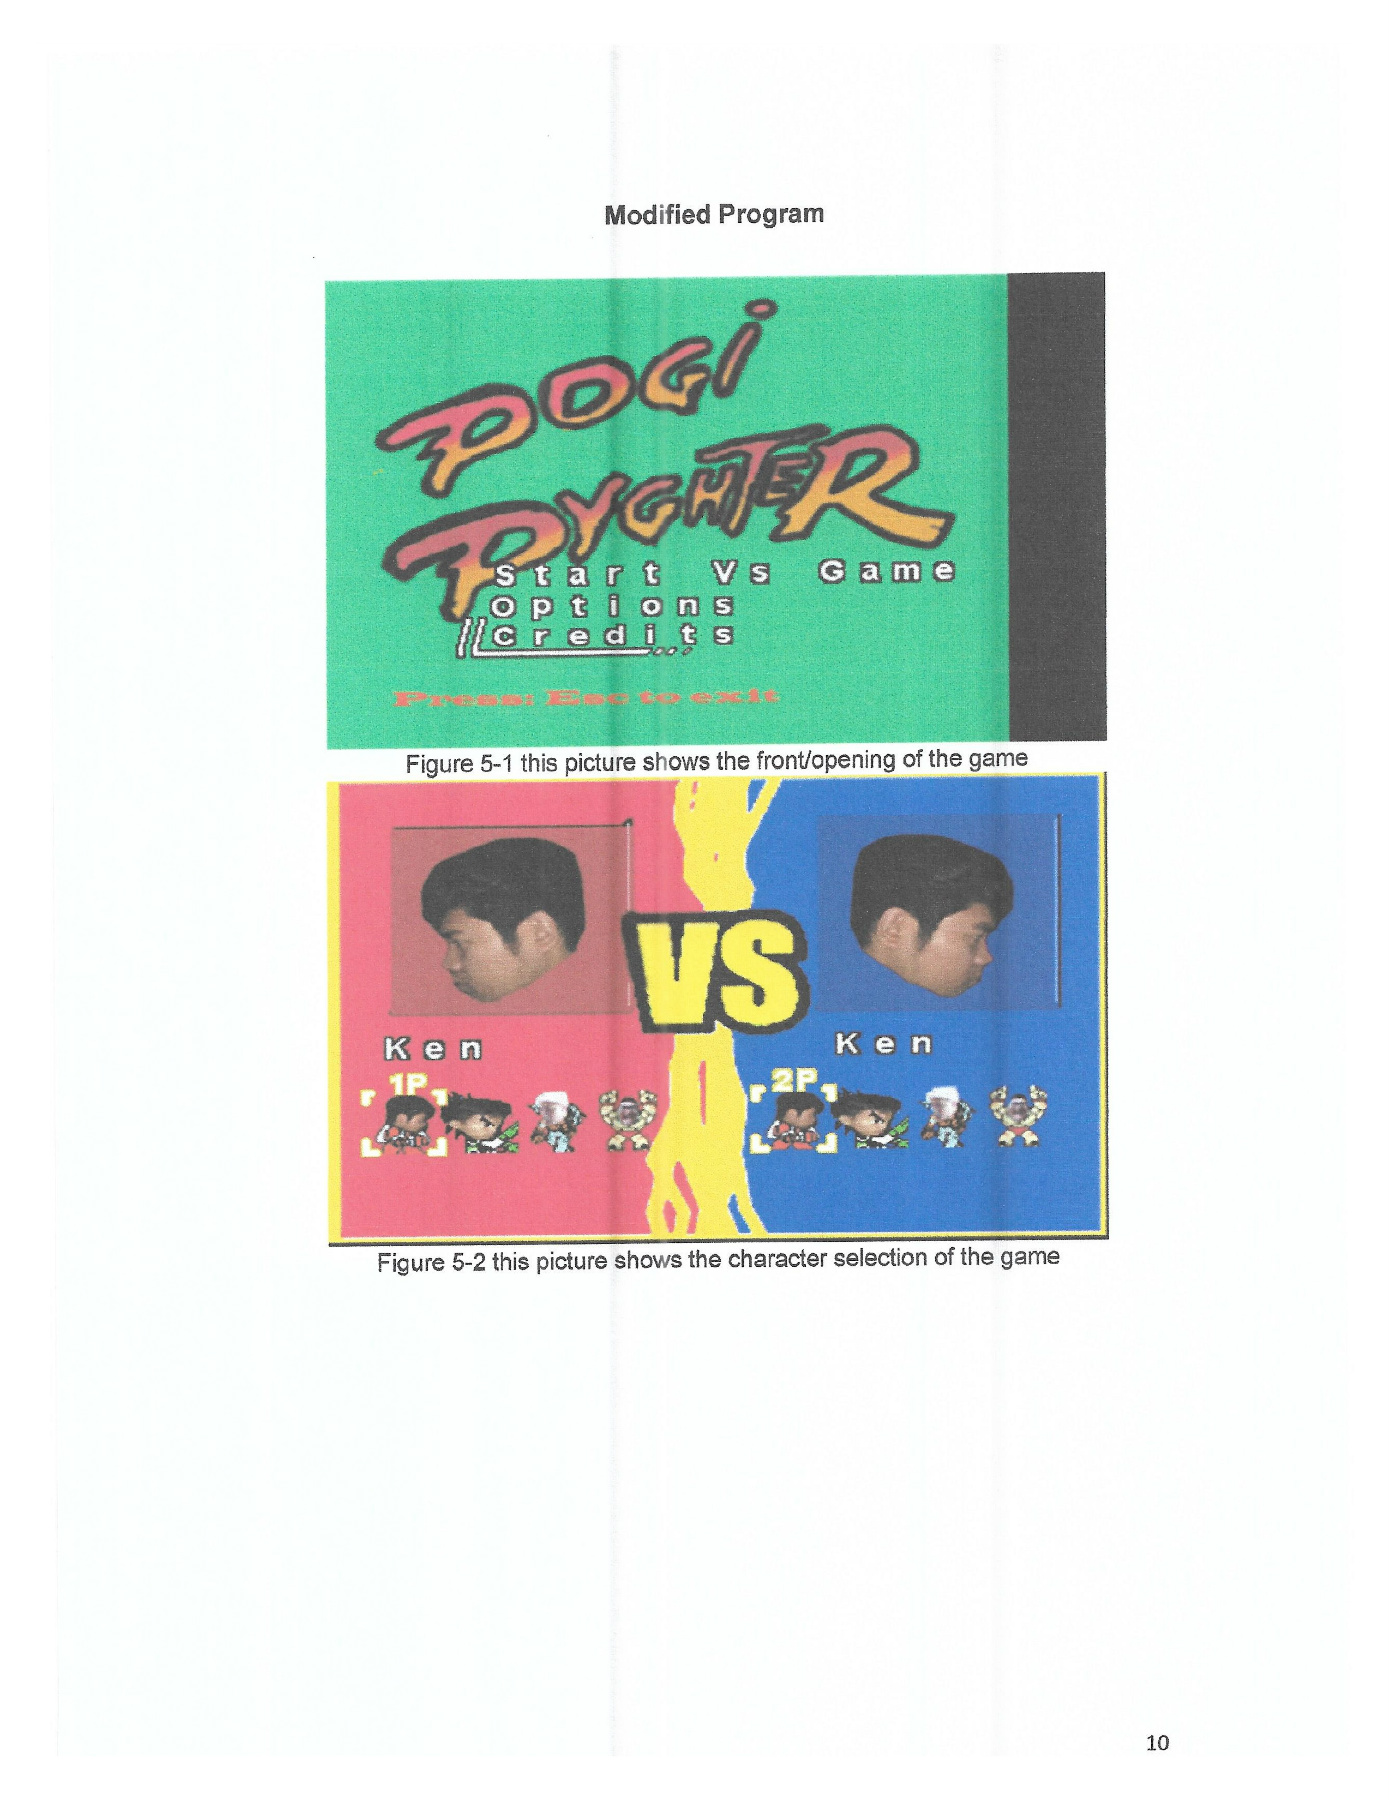 Modified Program
POGi
PYGHTER
Start Vs Game
Options
Credits
Press: Esc to exit
Figure 5-1 this picture shows the front/opening of the game
VS
Ken Ken
1P 2P
Figure 5-2 this picture shows the character selection of the game
10